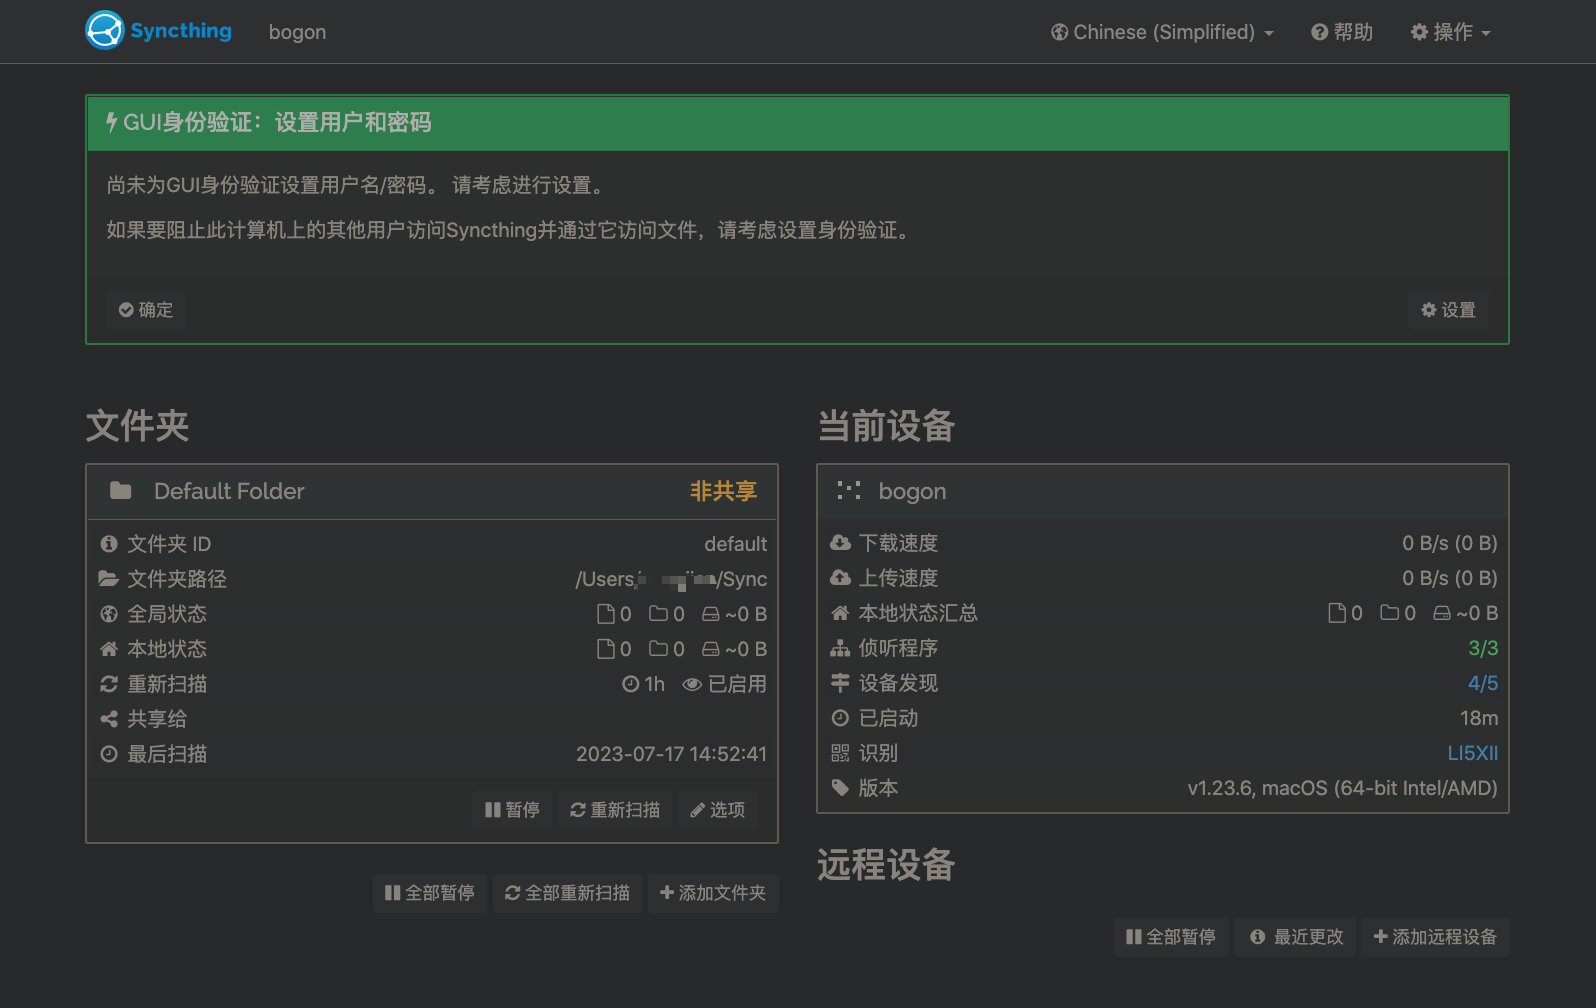 Syncthing bogon Chinese (Simplified) 帮助 操作
GUI身份验证：设置用户和密码
尚未为GUI身份验证设置用户名/密码。 请考虑进行设置。
如果要阻止此计算机上的其他用户访问Syncthing并通过它访问文件，请考虑设置身份验证。
确定 设置
文件夹
Default Folder 非共享
文件夹 ID default
文件夹路径 /Users /Sync
全局状态 0 0 ~0 B
本地状态 0 0 ~0 B
重新扫描 1h 已启用
共享给
最后扫描 2023-07-17 14:52:41
暂停 重新扫描 选项
全部暂停 全部重新扫描 添加文件夹
当前设备
bogon
下载速度 0 B/s (0 B)
上传速度 0 B/s (0 B)
本地状态汇总 0 0 ~0 B
侦听程序 3/3
设备发现 4/5
已启动 18m
识别 LI5XII
版本 v1.23.6, macOS (64-bit Intel/AMD)
远程设备
全部暂停 最近更改 添加远程设备